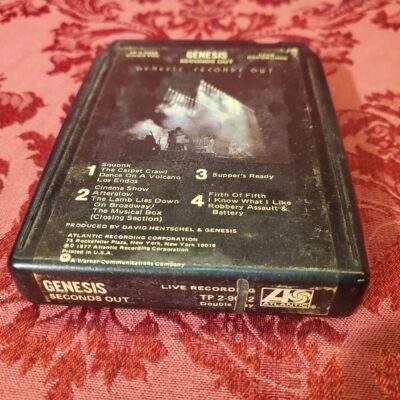 GENESIS
SECONDS OUT
GENESIS SECONDS OUT
1 Squonk
The Carpet Crawl
Dance On A Volcano
Los Endos
3 Supper's Ready
2 Cinema Show
Afterglow
The Lamb Lies Down
On Broadway/
The Musical Box
(Closing Section)
4 Firth Of Fifth
I Know What I Like
Robbery Assault &
Battery
PRODUCED BY DAVID HENTSCHEL & GENESIS
ATLANTIC RECORDING CORPORATION
75 Rockefeller Plaza, New York, New York 10019
©1977 Atlantic Recording Corporation
Printed in U.S.A.
A Warner Communications Company
GENESIS
SECONDS OUT
LIVE
TP
Double
ATLANTIC